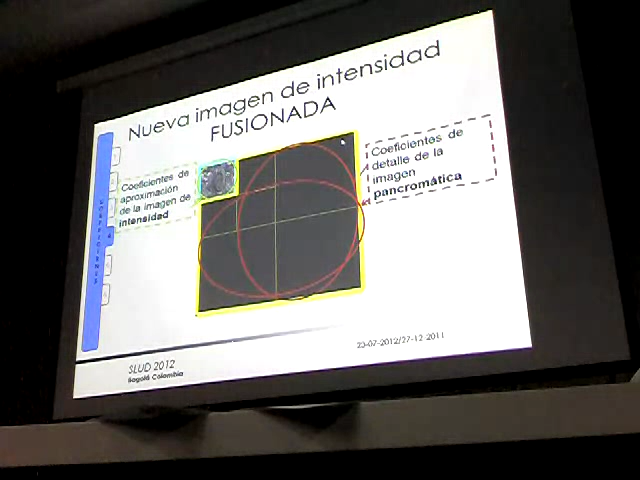 Nueva imagen de intensidad
FUSIONADA
Coeficientes de
aproximación
de la imagen de
intensidad
Coeficientes de
detalle de la
imagen
pancromática
SLUD 2012
Bogotá Colombia
23-07-2012/27-12-2011